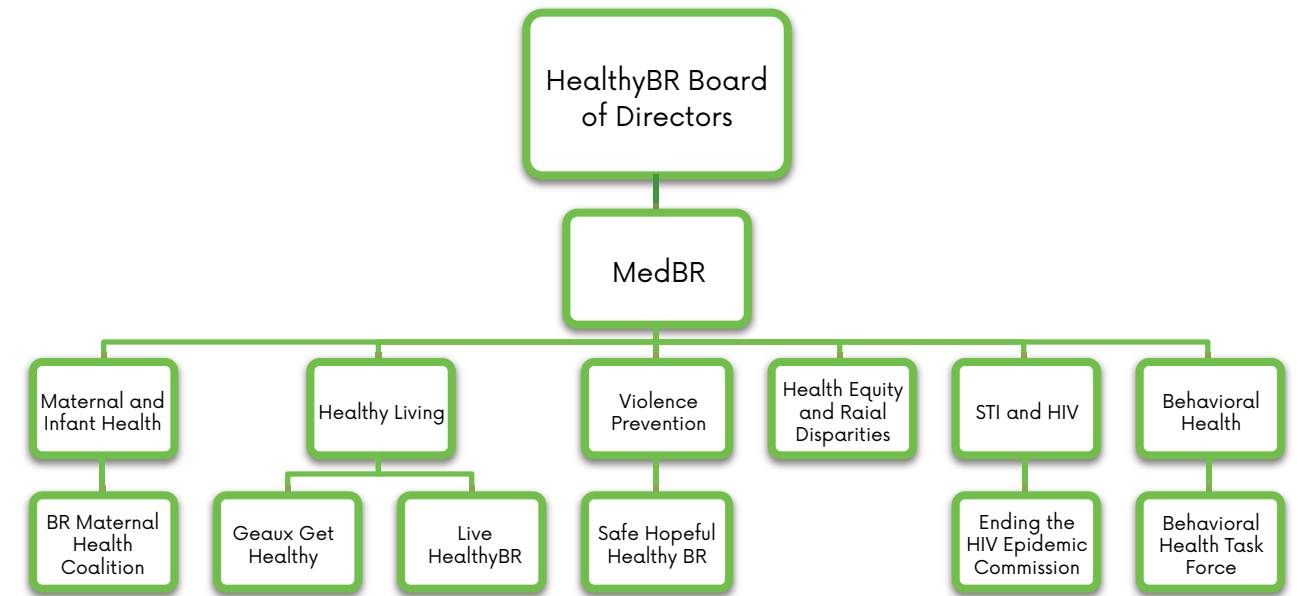 HealthyBR Board
of Directors
MedBR
Maternal and
Infant Health
Healthy Living
Violence
Prevention
Health Equity
and Raial
Disparities
STI and HIV
Behavioral
Health
BR Maternal
Health
Coalition
Geaux Get
Healthy
Live
HealthyBR
Safe Hopeful
Healthy BR
Ending the
HIV Epidemic
Commission
Behavioral
Health Task
Force